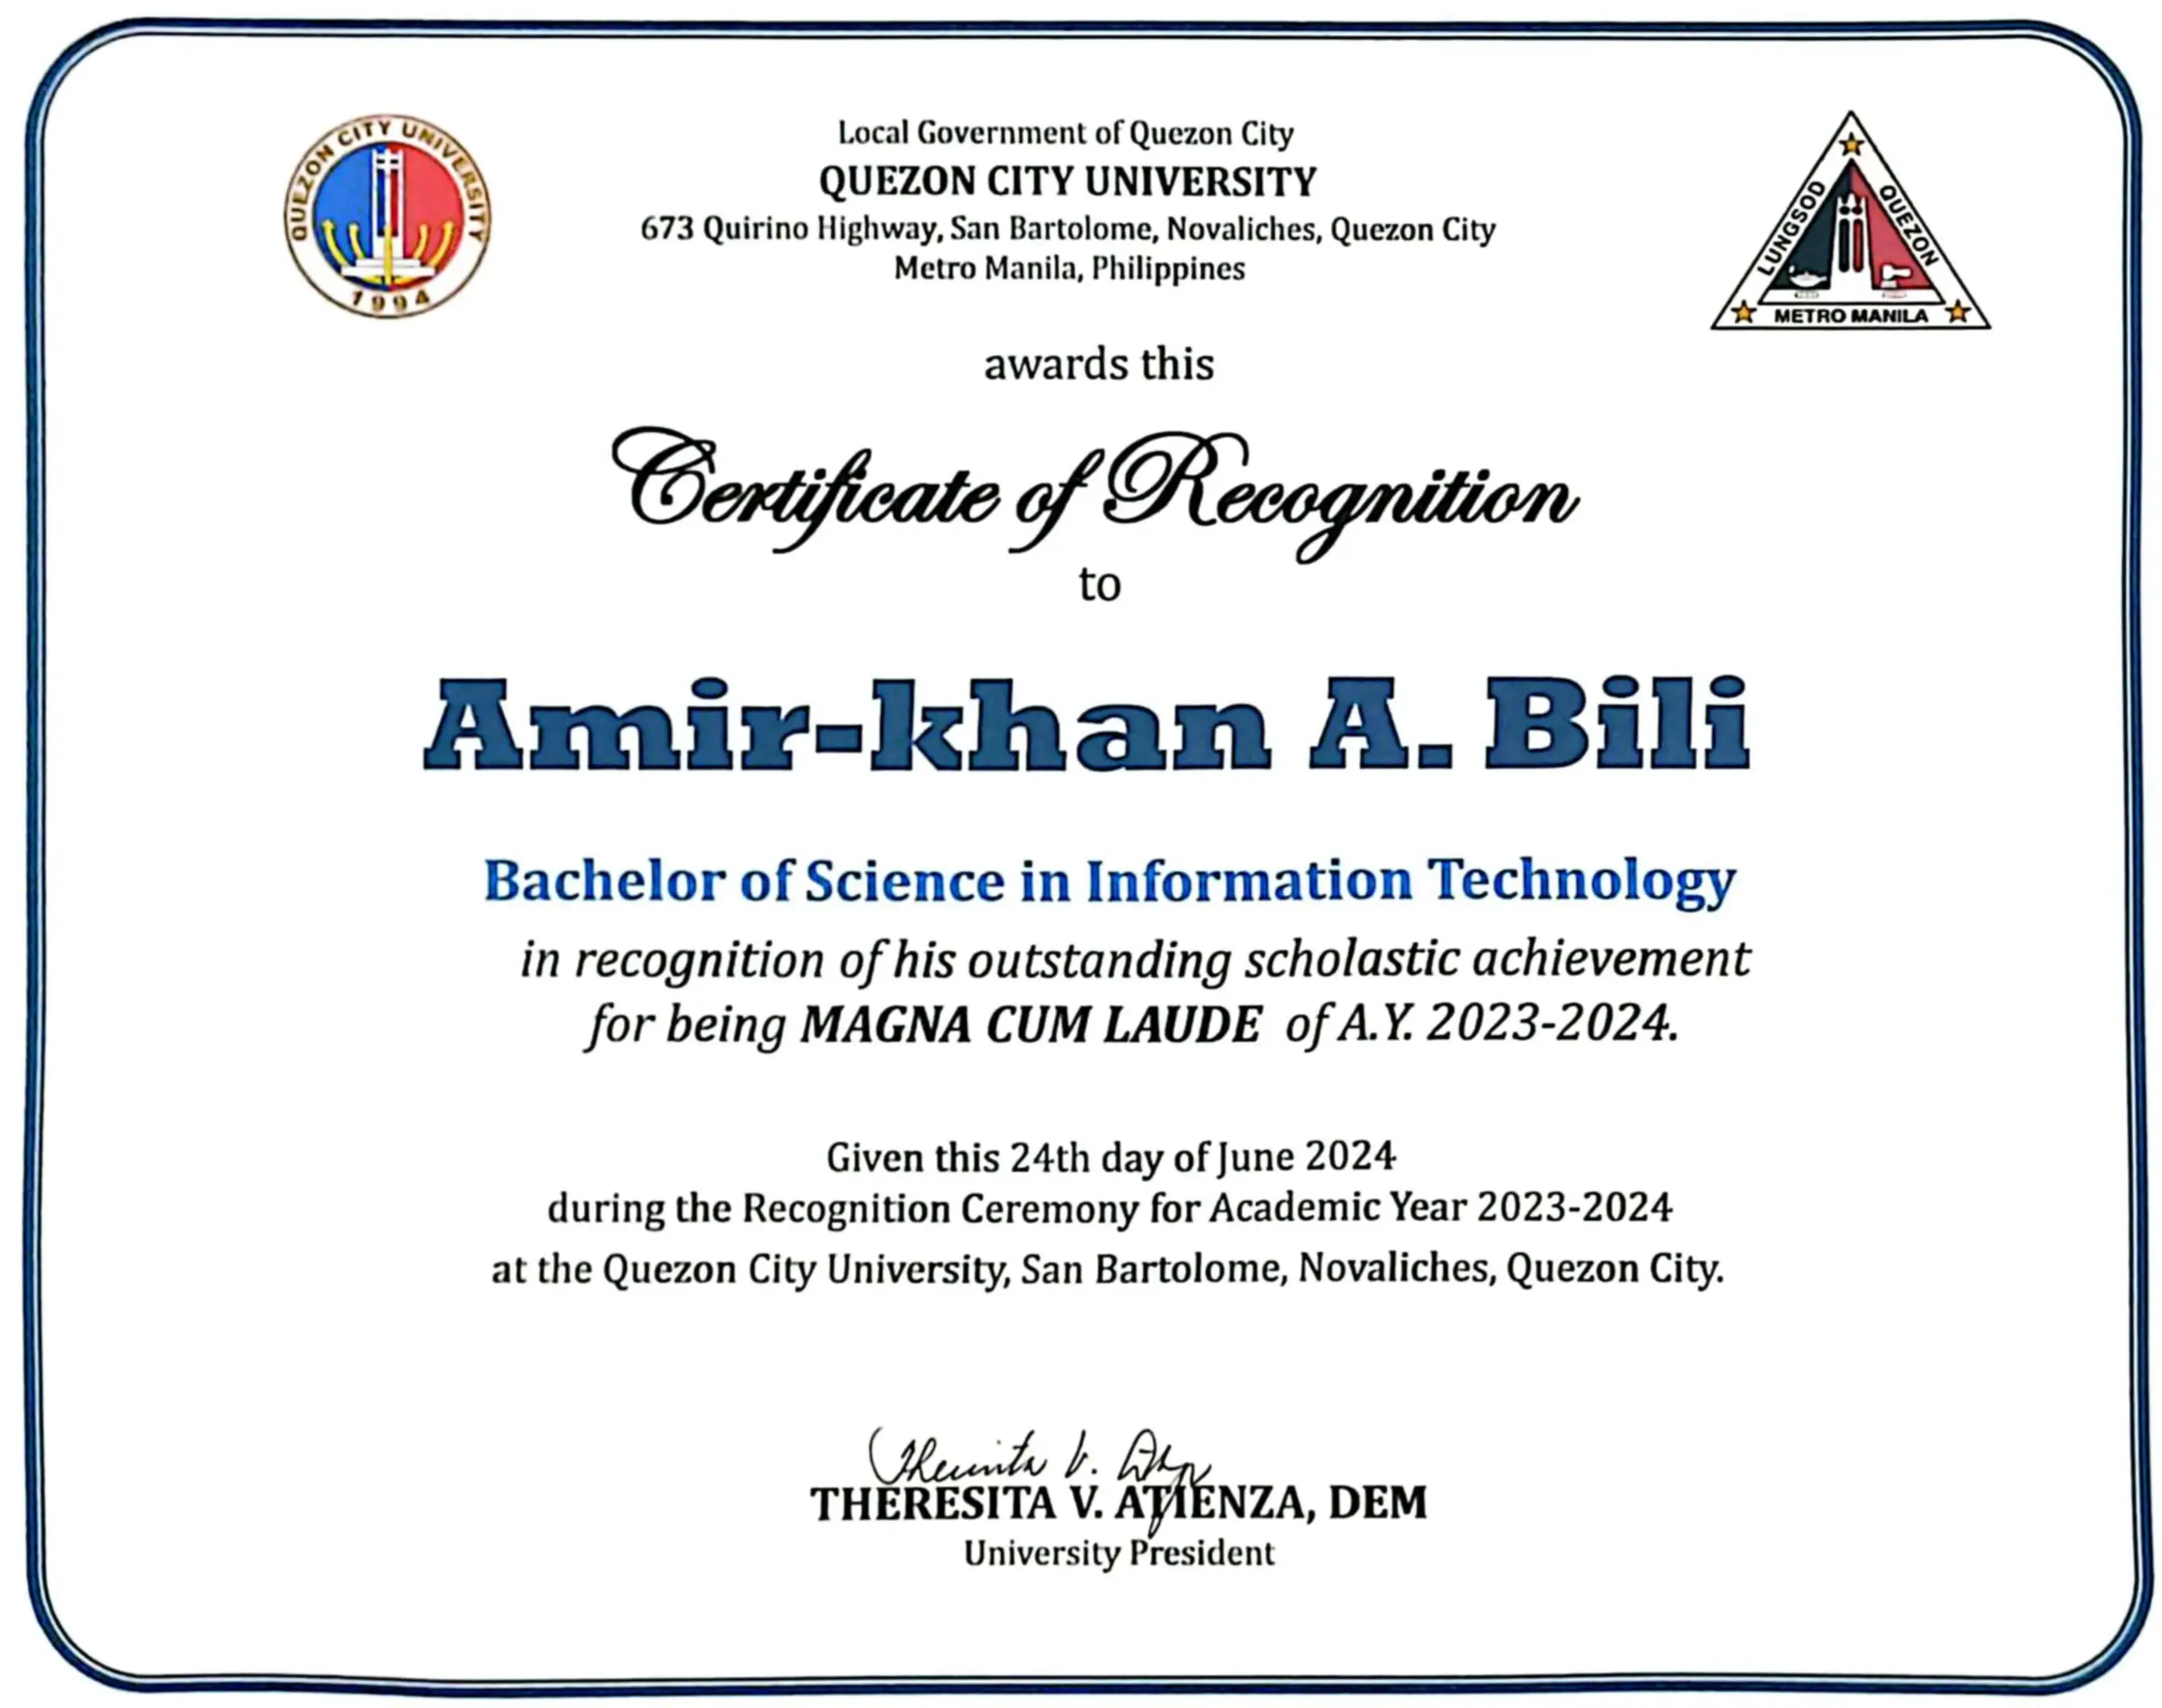 QUEZON CITY UNIVERSITY
1994
Local Government of Quezon City
QUEZON CITY UNIVERSITY
673 Quirino Highway, San Bartolome, Novaliches, Quezon City
Metro Manila, Philippines
LUNGSOD QUEZON
METRO MANILA
awards this
Certificate of Recognition
to
Amir-khan A. Bili
Bachelor of Science in Information Technology
in recognition of his outstanding scholastic achievement
for being MAGNA CUM LAUDE of A.Y. 2023-2024.
Given this 24th day of June 2024
during the Recognition Ceremony for Academic Year 2023-2024
at the Quezon City University, San Bartolome, Novaliches, Quezon City.
THERESITA V. ATIENZA, DEM
University President